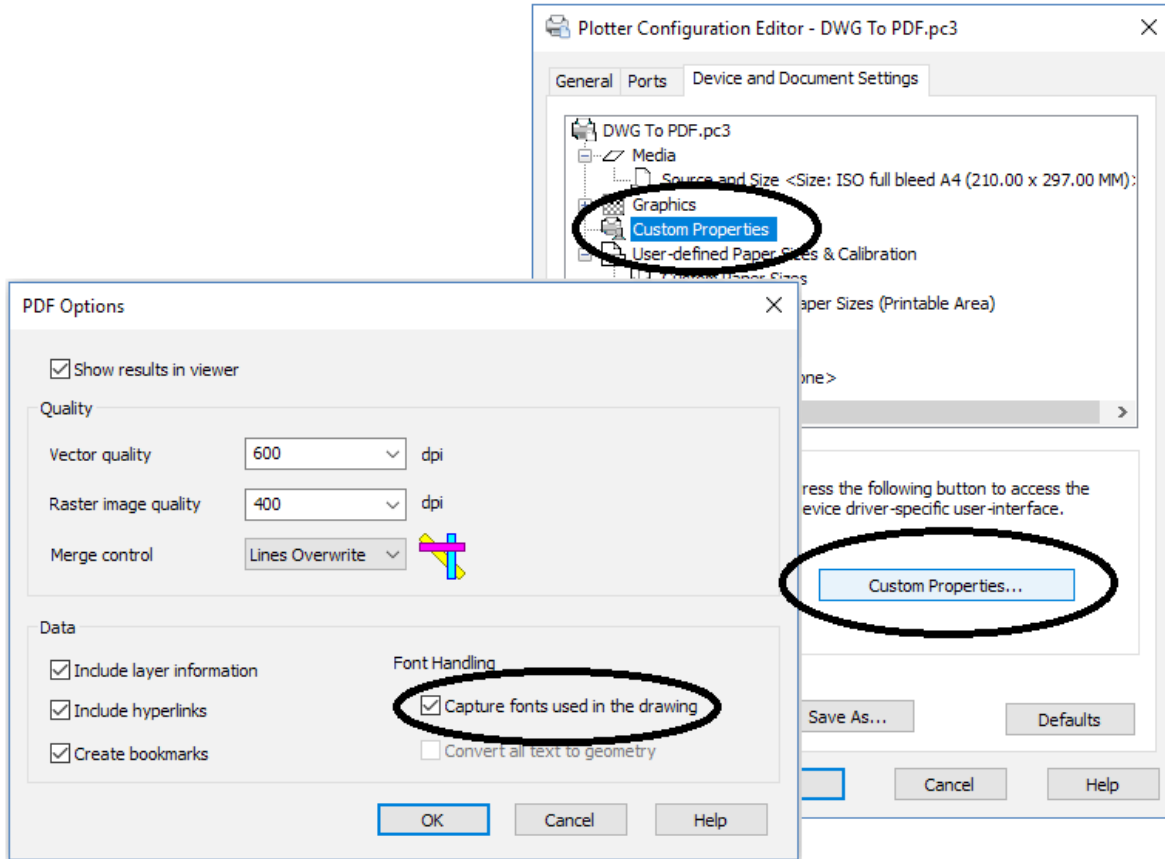 Plotter Configuration Editor - DWG To PDF.pc3
General Ports Device and Document Settings
DWG To PDF.pc3
Media
Source and Size <Size: ISO full bleed A4 (210.00 x 297.00 MM)>
Graphics
Custom Properties
User-defined Paper Sizes & Calibration
Custom Paper Sizes
aper Sizes (Printable Area)
one>
ress the following button to access the
evice driver-specific user-interface.
Custom Properties...
Save As... Defaults
Cancel Help
PDF Options
Show results in viewer
Quality
Vector quality 600 dpi
Raster image quality 400 dpi
Merge control Lines Overwrite
Data
Include layer information
Include hyperlinks
Create bookmarks
Font Handling
Capture fonts used in the drawing
Convert all text to geometry
OK Cancel Help